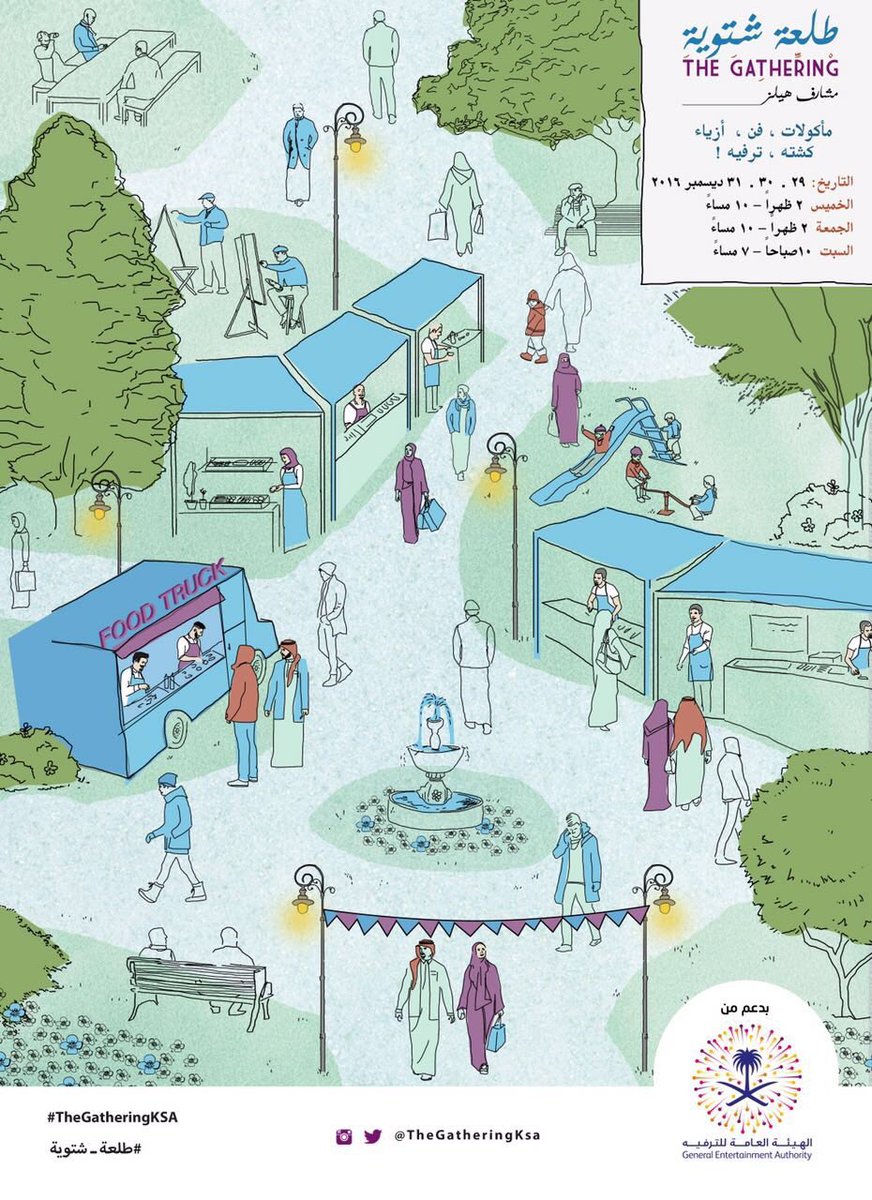 طلعة شتوية
THE GATHERING
مشارف هيلز
مأكولات ، فن ، أزياء
كشته ، ترفيه !
التاريخ: ٢٩ . ٣٠ . ٣١ ديسمبر ٢٠١٦
الخميس ٢ ظهراً – ١٠ مساءً
الجمعة ٢ ظهراً – ١٠ مساءً
السبت ١٠صباحاً – ٧ مساءً
FOOD TRUCK
بدعم من
الهيئة العامة للترفيه
General Entertainment Authority
#TheGatheringKSA
#طلعة_شتوية
@TheGatheringKsa